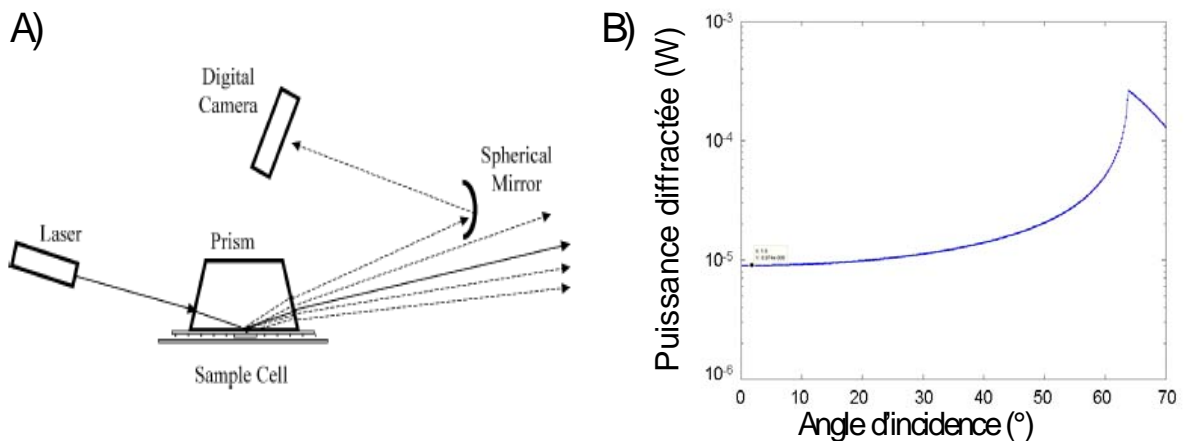 A)
Digital
Camera
Spherical
Mirror
Laser
Prism
Sample Cell
B)
Puissance diffractée (W)
10-3
10-4
10-5
10-6
0 10 20 30 40 50 60 70
Angle d'incidence (°)